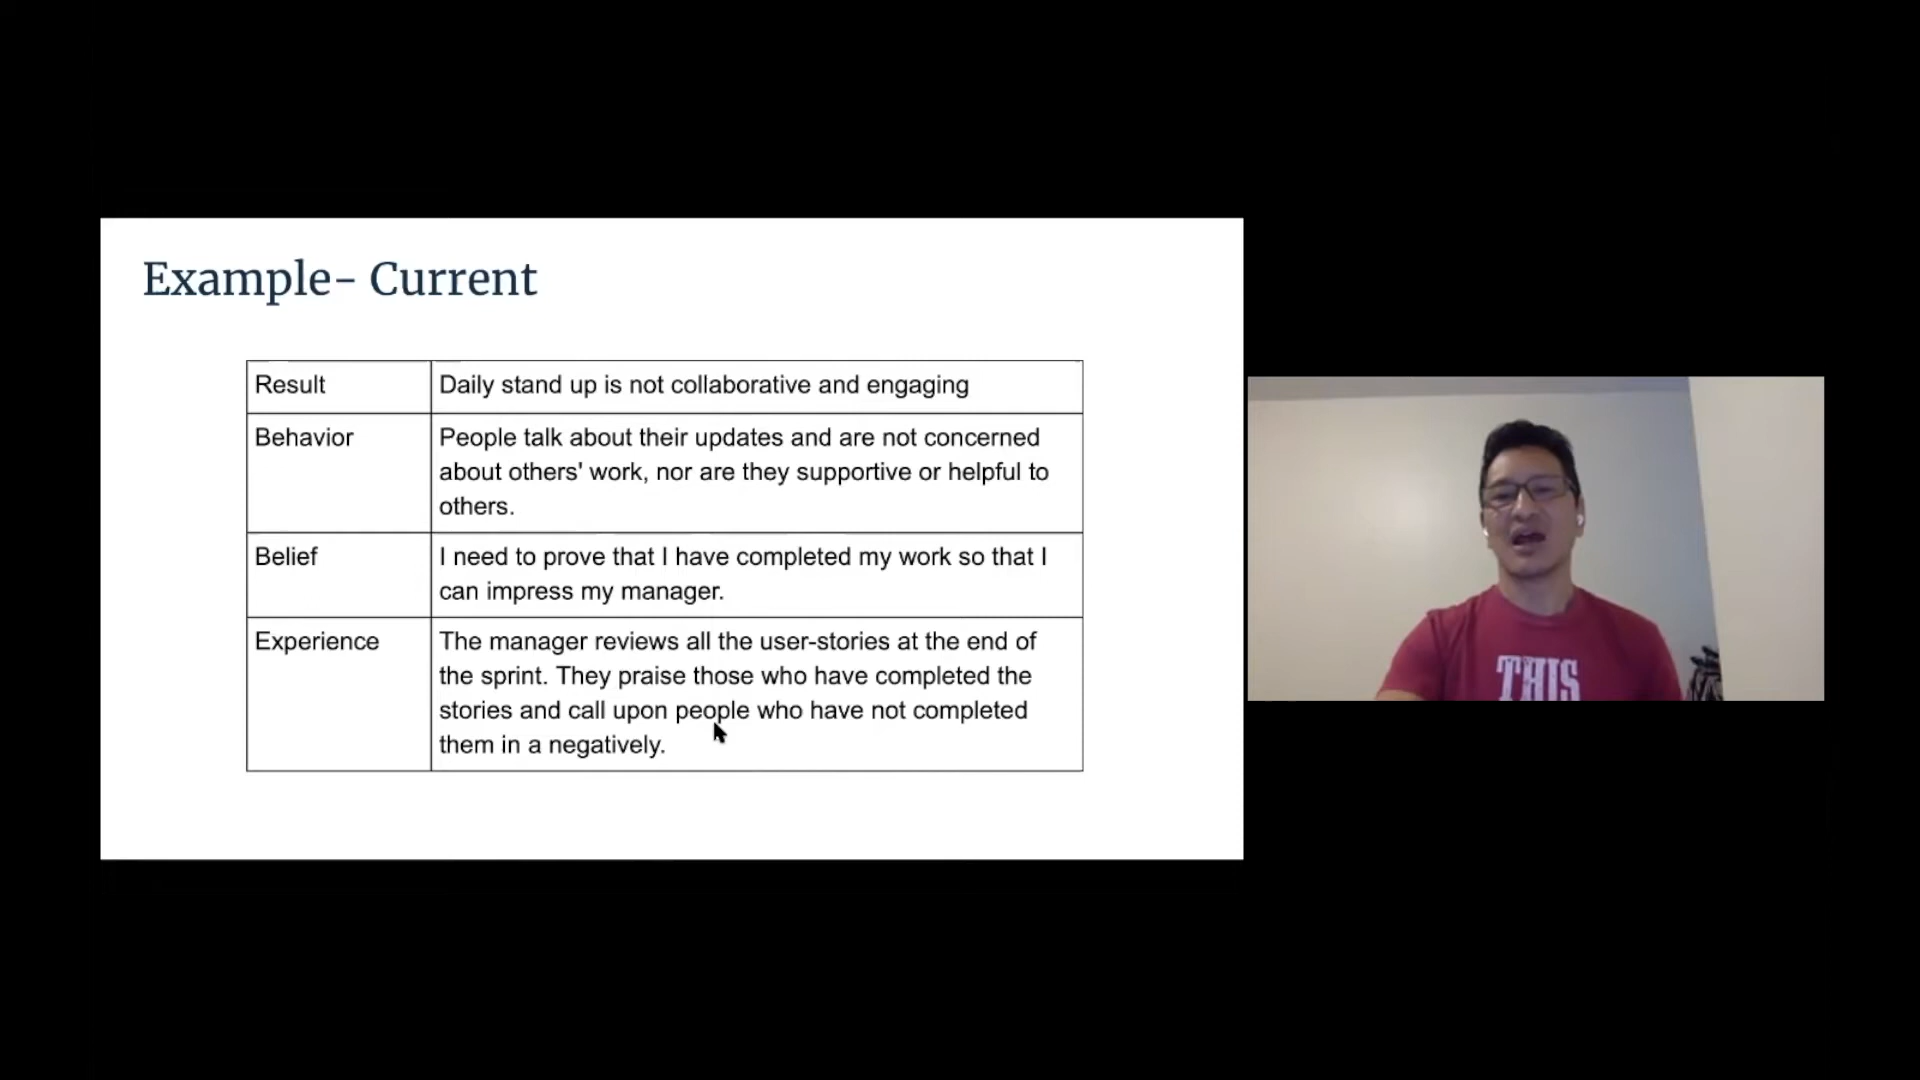 Example- Current
Result
Daily stand up is not collaborative and engaging
Behavior
People talk about their updates and are not concerned
about others' work, nor are they supportive or helpful to
others.
Belief
I need to prove that I have completed my work so that I
can impress my manager.
Experience
The manager reviews all the user-stories at the end of
the sprint. They praise those who have completed the
stories and call upon people who have not completed
them in a negatively.
THIS